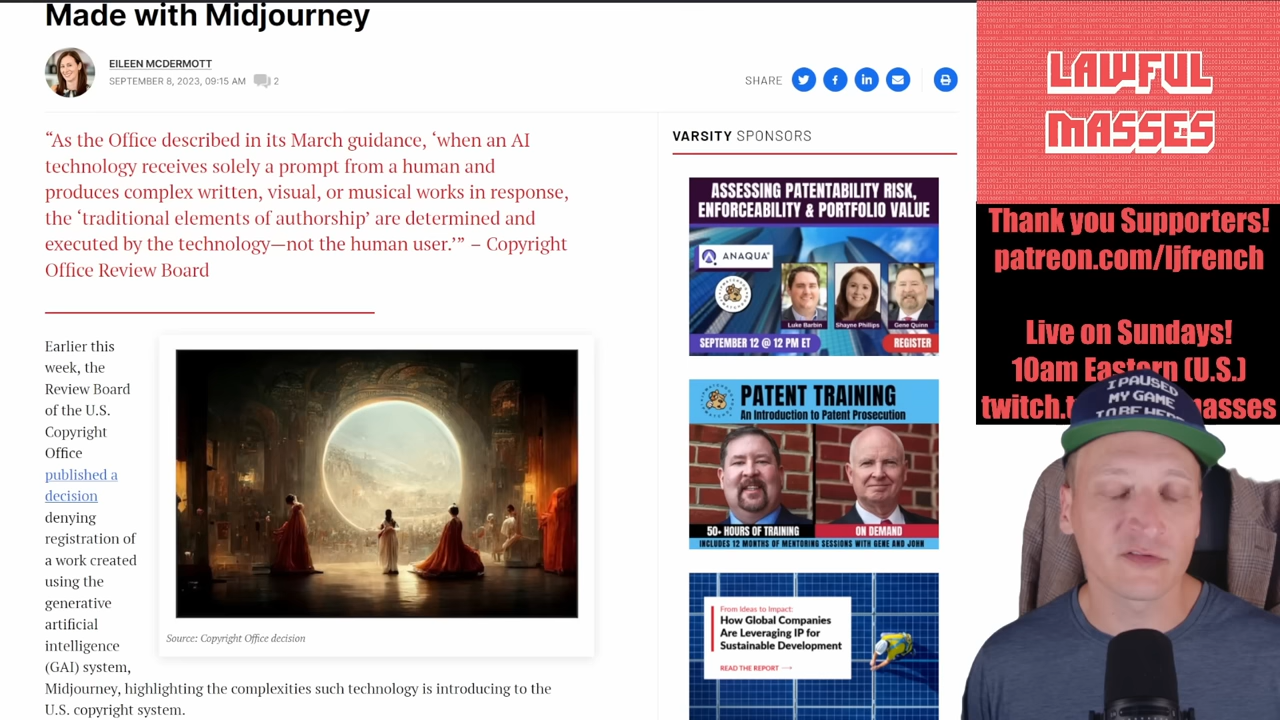 Made with Midjourney
EILEEN MCDERMOTT
SEPTEMBER 8, 2023, 09:15 AM 2
SHARE
“As the Office described in its March guidance, ‘when an AI
technology receives solely a prompt from a human and
produces complex written, visual, or musical works in response,
the ‘traditional elements of authorship’ are determined and
executed by the technology—not the human user.’” – Copyright
Office Review Board
Earlier this
week, the
Review Board
of the U.S.
Copyright
Office
published a
decision
denying
registration of
a work created
using the
generative
artificial
intelligence
(GAI) system,
Midjourney, highlighting the complexities such technology is introducing to the
U.S. copyright system.
Source: Copyright Office decision
VARSITY SPONSORS
ASSESSING PATENTABILITY RISK,
ENFORCEABILITY & PORTFOLIO VALUE
ANAQUA
Luke Barbin
Shayne Phillips
Gene Quinn
SEPTEMBER 12 @ 12 PM ET
REGISTER
PATENT TRAINING
An Introduction to Patent Prosecution
50+ HOURS OF TRAINING
ON DEMAND
INCLUDES 12 MONTHS OF MENTORING SESSIONS WITH GENE AND JOHN
From Ideas to Impact:
How Global Companies
Are Leveraging IP for
Sustainable Development
READ THE REPORT
LAWFUL
MASSES
Thank you Supporters!
patreon.com/ljfrench
Live on Sundays!
10am Eastern (U.S.)
twitch.t asses
I PAUSED
MY GAME
TO BE HERE